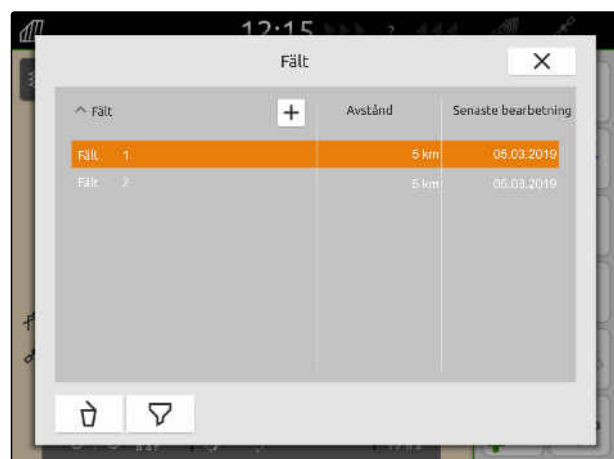 12:15
Fält
^ Fält + Avstånd Senaste bearbetning
Fält 1 5 km 05.03.2019
Fält 2 5 km 05.03.2019